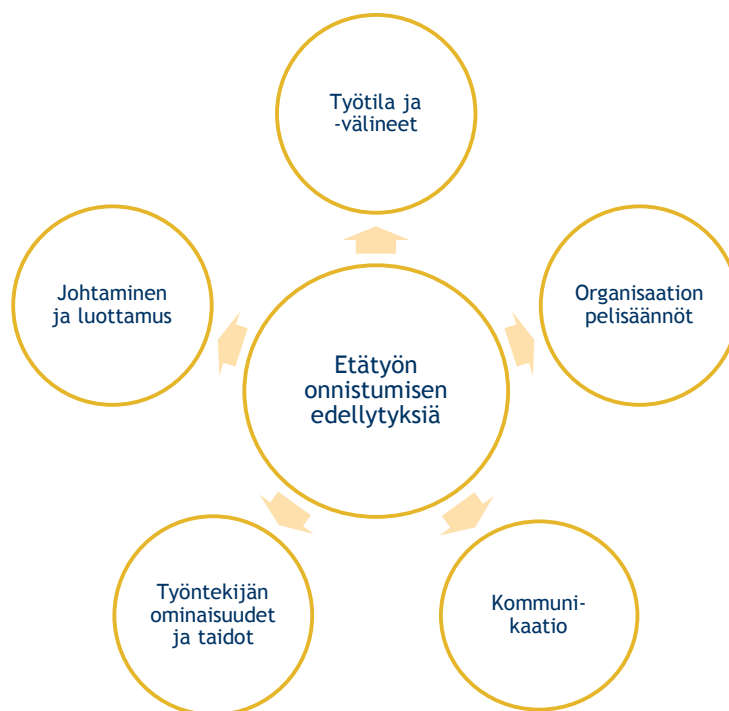 Työtila ja
-välineet
Johtaminen
ja luottamus
Organisaation
pelisäännöt
Etätyön
onnistumisen
edellytyksiä
Työntekijän
ominaisuudet
ja taidot
Kommuni-
kaatio